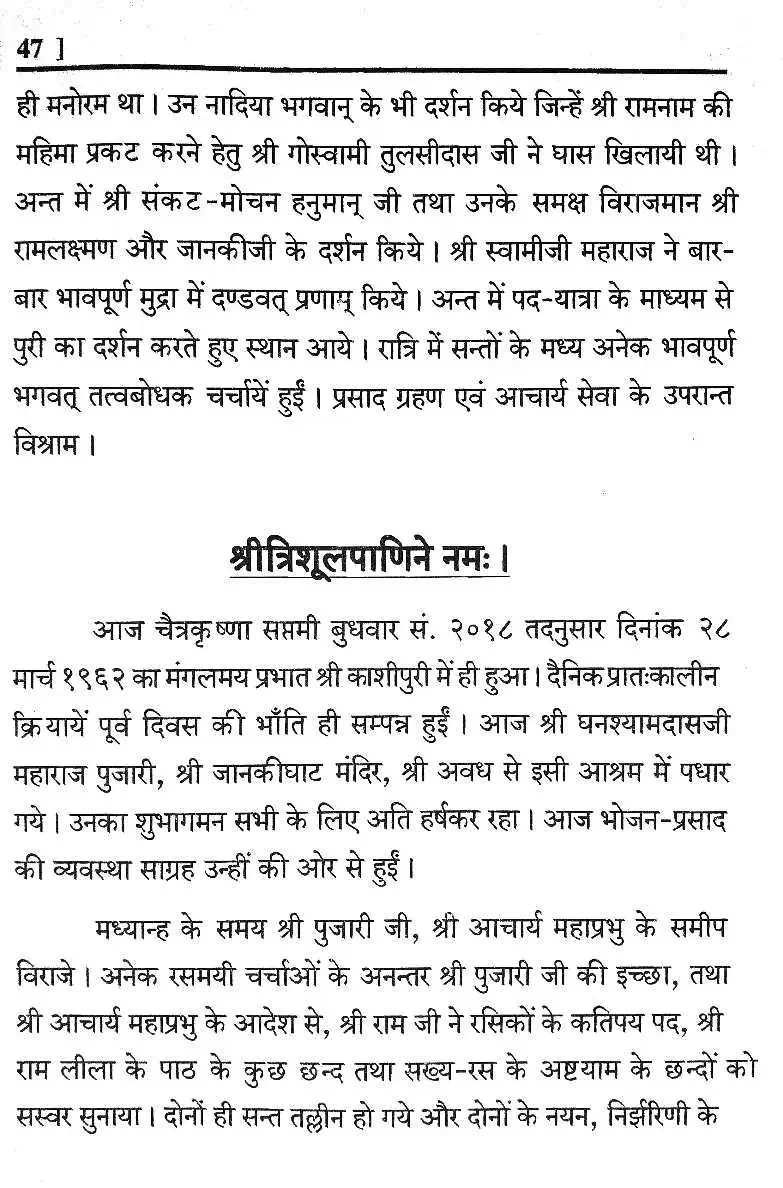 47 ]
ही मनोरम था। उन नादिया भगवान् के भी दर्शन किये जिन्हें श्री रामनाम की
महिमा प्रकट करने हेतु श्री गोस्वामी तुलसीदास जी ने घास खिलायी थी।
अन्त में श्री संकट-मोचन हनुमान् जी तथा उनके समक्ष विराजमान श्री
रामलक्ष्मण और जानकीजी के दर्शन किये। श्री स्वामीजी महाराज ने बार-
बार भावपूर्ण मुद्रा में दण्डवत् प्रणाम् किये। अन्त में पद-यात्रा के माध्यम से
पुरी का दर्शन करते हुए स्थान आये। रात्रि में सन्तों के मध्य अनेक भावपूर्ण
भगवत् तत्वबोधक चर्चायें हुईं। प्रसाद ग्रहण एवं आचार्य सेवा के उपरान्त
विश्राम।
श्रीत्रिशूलपाणिने नमः।
आज चैत्रकृष्णा सप्तमी बुधवार सं. २०१८ तदनुसार दिनांक २८
मार्च १९६२ का मंगलमय प्रभात श्री काशीपुरी में ही हुआ। दैनिक प्रातःकालीन
क्रियायें पूर्व दिवस की भाँति ही सम्पन्न हुईं। आज श्री घनश्यामदासजी
महाराज पुजारी, श्री जानकीघाट मंदिर, श्री अवध से इसी आश्रम में पधार
गये। उनका शुभागमन सभी के लिए अति हर्षकर रहा। आज भोजन-प्रसाद
की व्यवस्था साग्रह उन्हीं की ओर से हुईं।
मध्यान्ह के समय श्री पुजारी जी, श्री आचार्य महाप्रभु के समीप
विराजे। अनेक रसमयी चर्चाओं के अनन्तर श्री पुजारी जी की इच्छा, तथा
श्री आचार्य महाप्रभु के आदेश से, श्री राम जी ने रसिकों के कतिपय पद, श्री
राम लीला के पाठ के कुछ छन्द तथा सख्य-रस के अष्टयाम के छन्दों को
सस्वर सुनाया। दोनों ही सन्त तल्लीन हो गये और दोनों के नयन, निर्झरिणी के